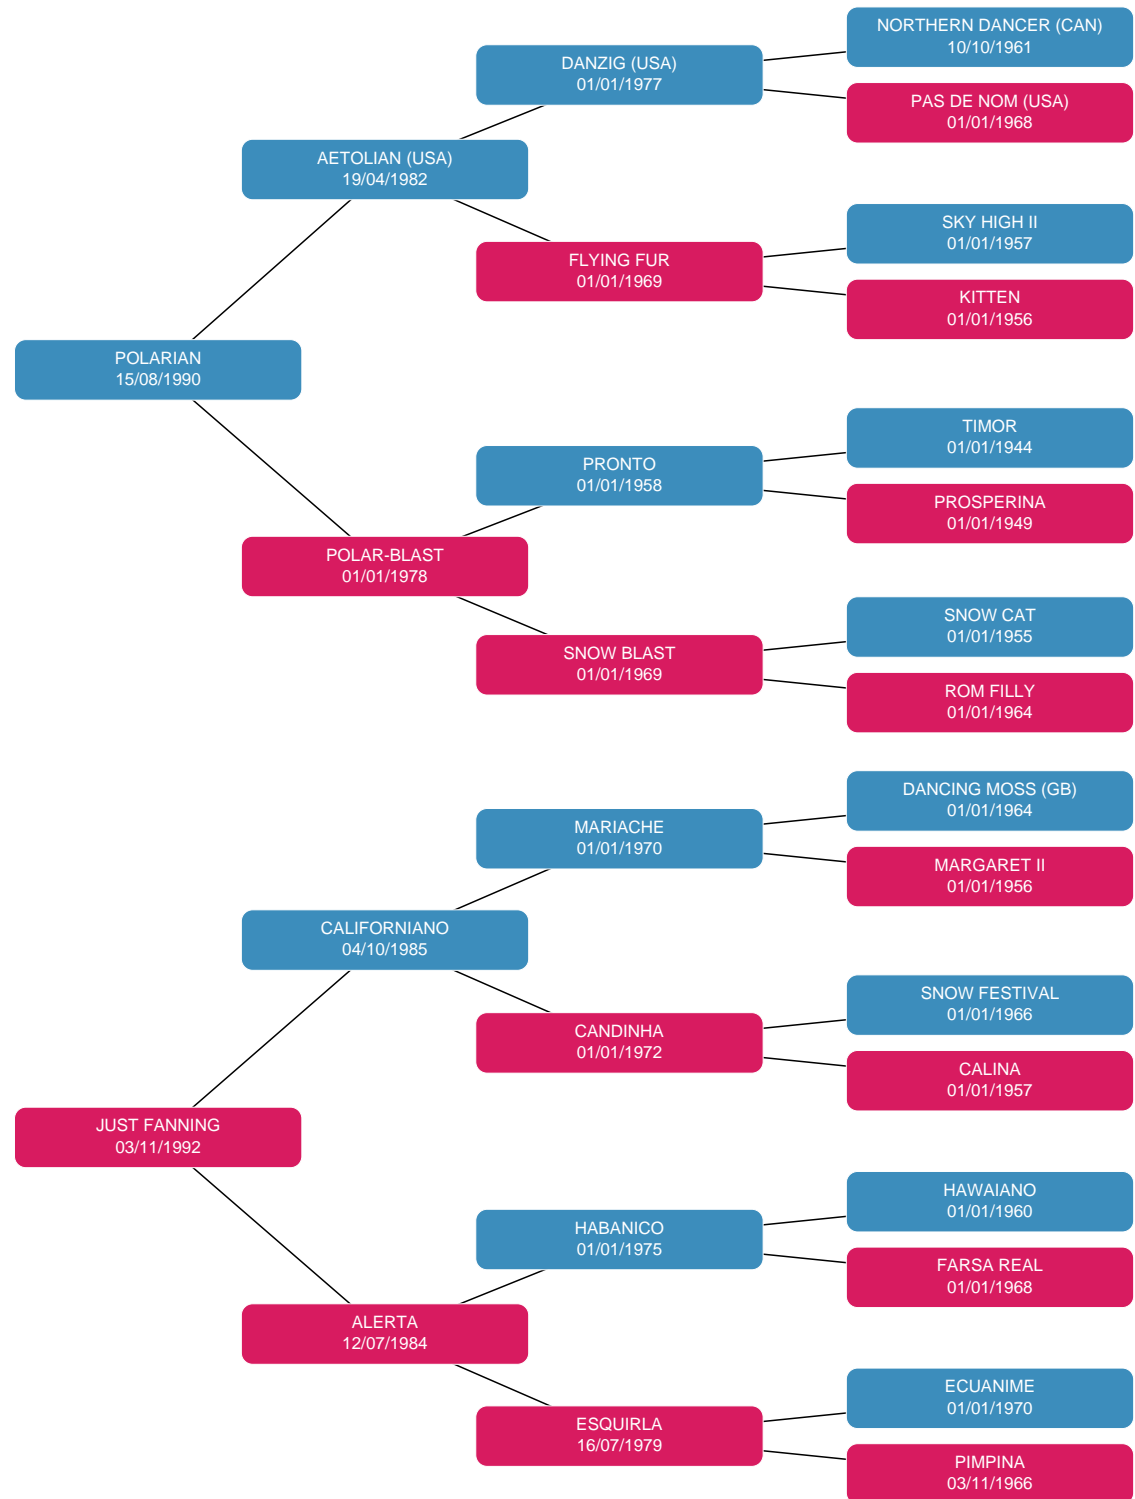 NORTHERN DANCER (CAN)
10/10/1961
DANZIG (USA)
01/01/1977
PAS DE NOM (USA)
01/01/1968
AETOLIAN (USA)
19/04/1982
SKY HIGH II
01/01/1957
FLYING FUR
01/01/1969
KITTEN
01/01/1956
POLARIAN
15/08/1990
TIMOR
01/01/1944
PRONTO
01/01/1958
PROSPERINA
01/01/1949
POLAR-BLAST
01/01/1978
SNOW CAT
01/01/1955
SNOW BLAST
01/01/1969
ROM FILLY
01/01/1964
DANCING MOSS (GB)
01/01/1964
MARIACHE
01/01/1970
MARGARET II
01/01/1956
CALIFORNIANO
04/10/1985
SNOW FESTIVAL
01/01/1966
CANDINHA
01/01/1972
CALINA
01/01/1957
JUST FANNING
03/11/1992
HAWAIANO
01/01/1960
HABANICO
01/01/1975
FARSA REAL
01/01/1968
ALERTA
12/07/1984
ECUANIME
01/01/1970
ESQUIRLA
16/07/1979
PIMPINA
03/11/1966